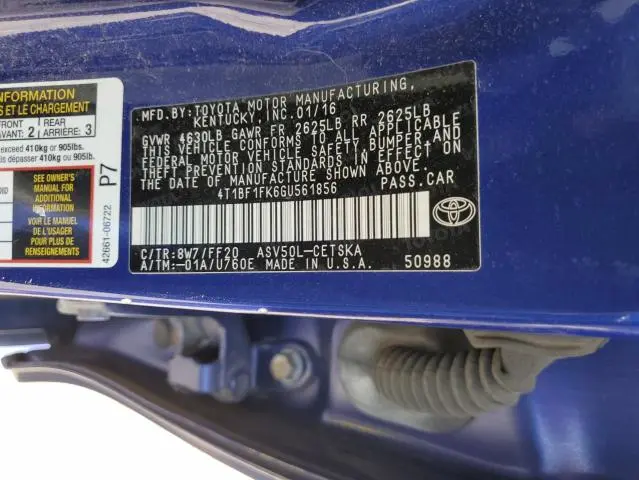 INFORMATION
S ET LE CHARGEMENT
FRONT
AVANT: 2
REAR
ARRIÈRE: 3
exceed 410kg or 905lbs.
dépasser 410 kg ou 905lb.
SEE OWNER'S
MANUAL FOR
ADDITIONAL
INFORMATION
VOIR LE MANUEL
DE L'USAGER
POUR PLUS DE
RENSEIGNEMENTS
P7
42661-06722
MFD.BY:TOYOTA MOTOR MANUFACTURING,
KENTUCKY,INC.01/16
GVWR 4630LB GAWR FR 2625LB RR 2625LB
THIS VEHICLE CONFORMS TO ALL APPLICABLE
FEDERAL MOTOR VEHICLE SAFETY, BUMPER AND
THEFT PREVENTION STANDARDS IN EFFECT ON
THE DATE OF MANUFACTURE SHOWN ABOVE.
4T1BF1FK6GU561856 PASS.CAR
C/TR:8W7/FF20 ASV50L-CETSKA
A/TM:-01A/U760E MADE IN U.S.A. 50988